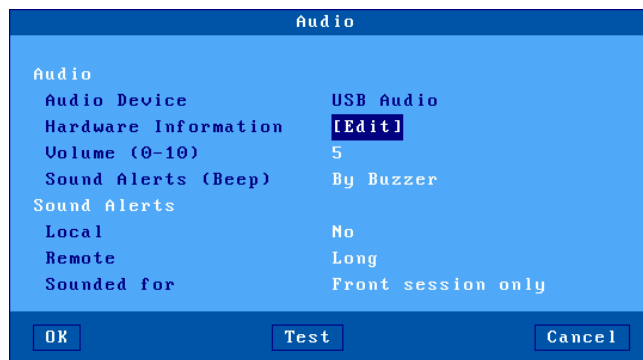 Audio
Audio
Audio Device USB Audio
Hardware Information [Edit]
Volume (0-10) 5
Sound Alerts (Beep) By Buzzer
Sound Alerts
Local No
Remote Long
Sounded for Front session only
OK Test Cancel